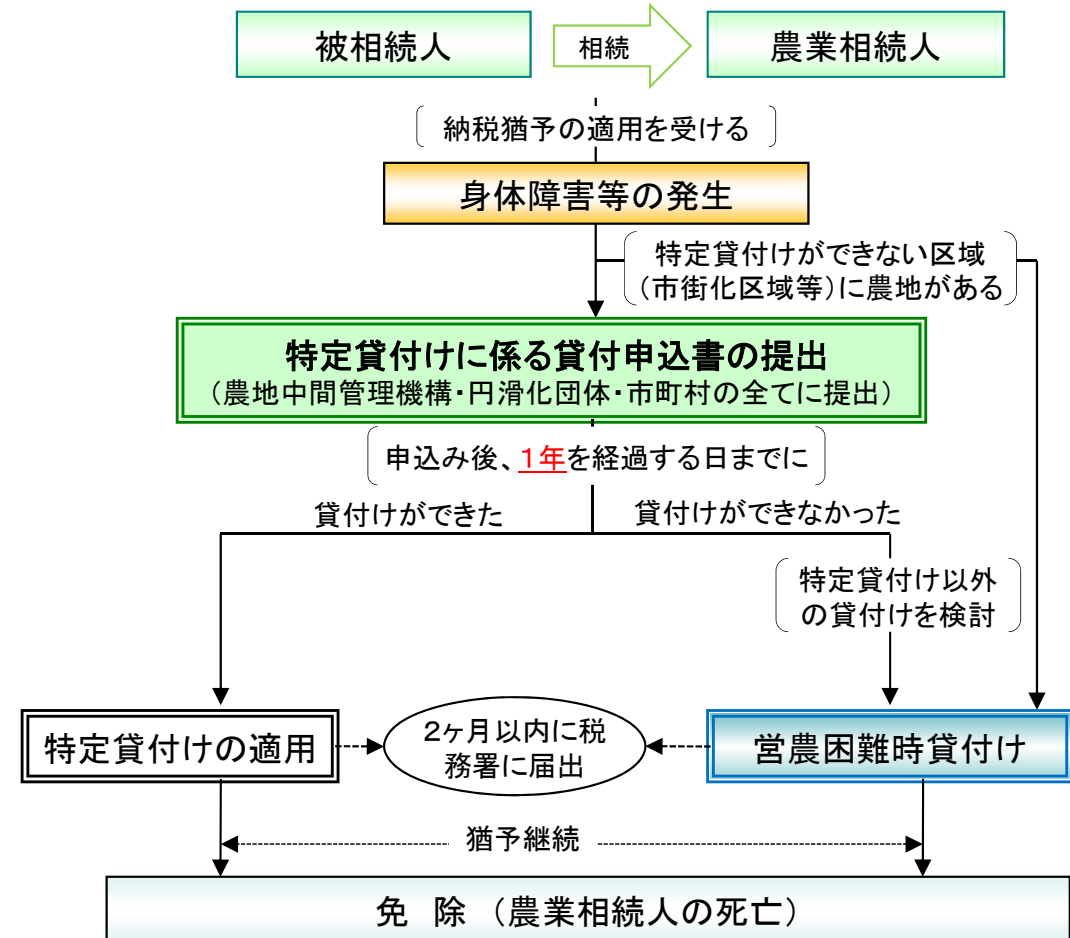 被相続人
相続
農業相続人
納税猶予の適用を受ける
身体障害等の発生
特定貸付けができない区域
(市街化区域等)に農地がある
特定貸付けに係る貸付申込書の提出
(農地中間管理機構・円滑化団体・市町村の全てに提出)
申込み後、1年を経過する日までに
貸付けができた
貸付けができなかった
特定貸付け以外
の貸付けを検討
特定貸付けの適用
2ヶ月以内に税
務署に届出
営農困難時貸付け
猶予継続
免 除 (農業相続人の死亡)